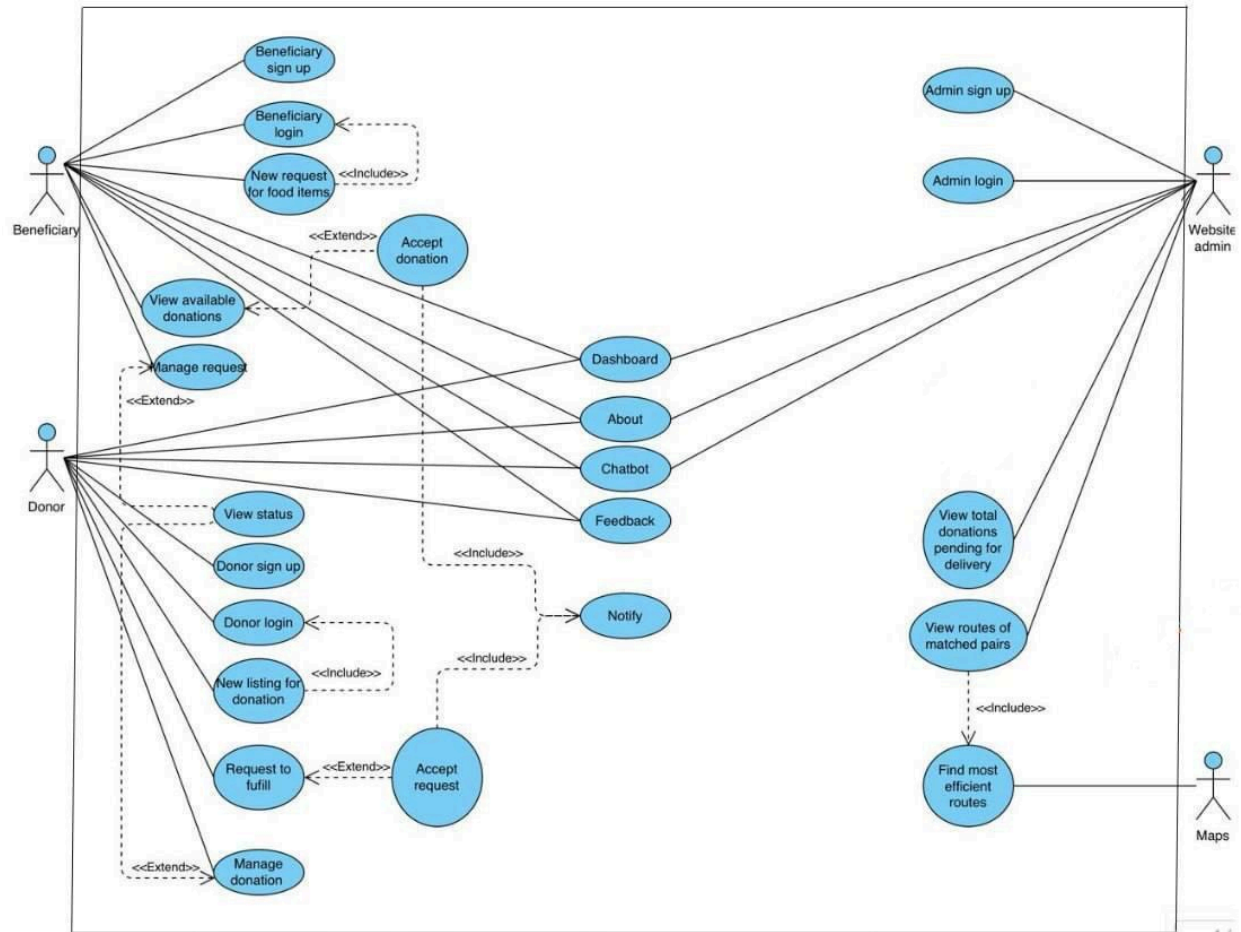 Beneficiary
sign up
Admin sign up
Beneficiary
login
New request
for food items
<<Include>>
Admin login
Beneficiary
Website
admin
<<Extend>>
Accept
donation
View available
donations
Manage request
<<Extend>>
Dashboard
About
Chatbot
Feedback
Donor
View status
Donor sign up
Donor login
New listing for
donation
<<Include>>
<<Include>>
Notify
<<Include>>
View total
donations
pending for
delivery
View routes of
matched pairs
<<Include>>
Request to
fufill
<<Extend>>
Accept
request
Find most
efficient
routes
Maps
<<Extend>>
Manage
donation